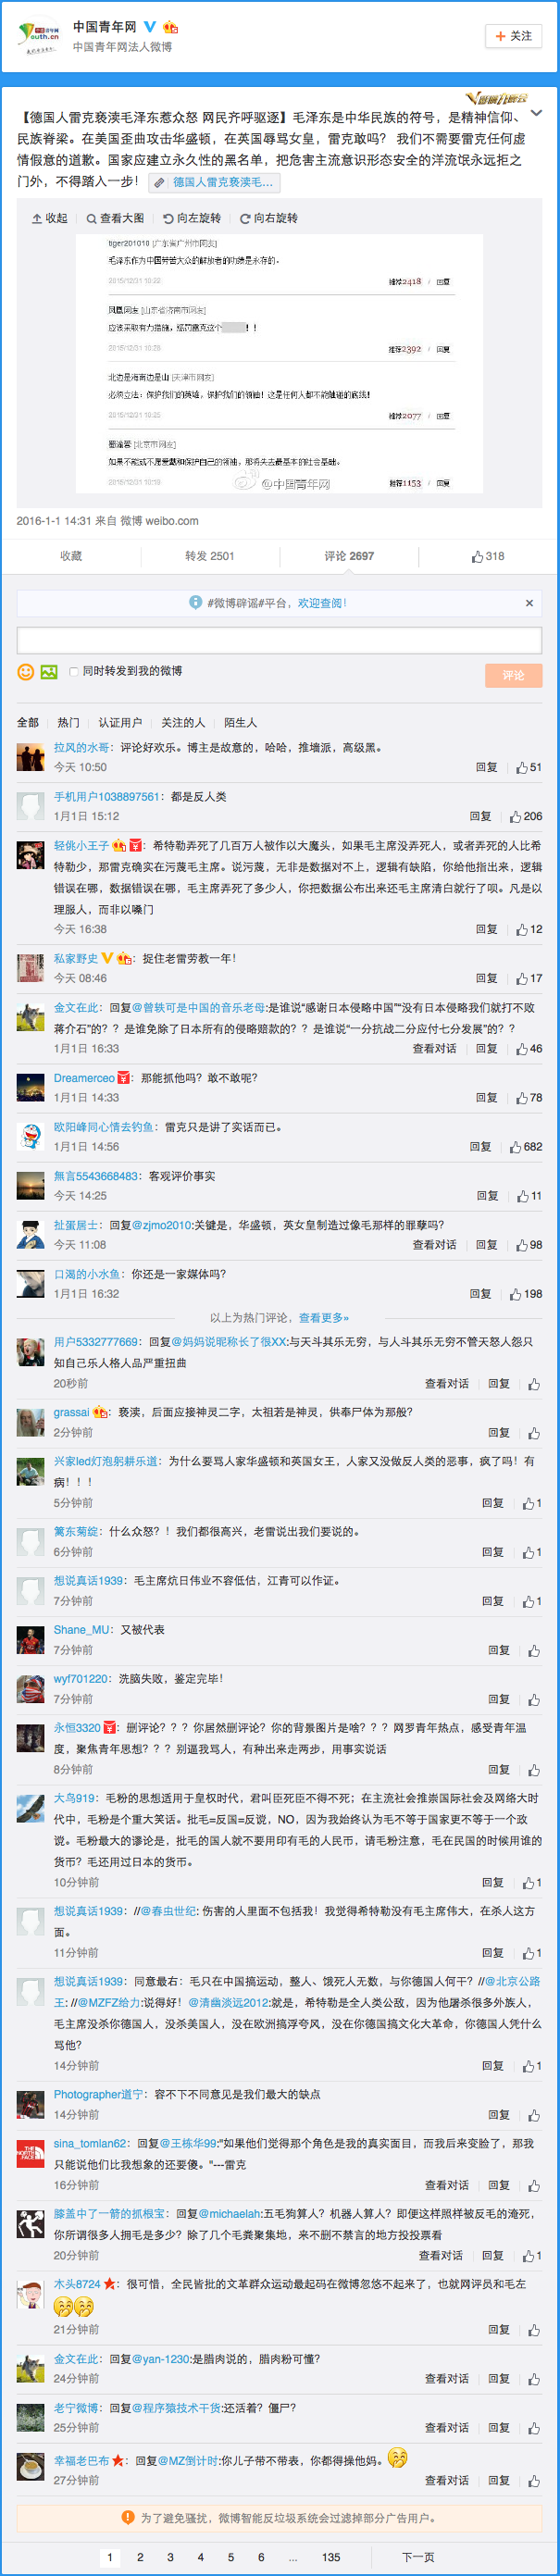 中国青年网
中国青年网法人微博
+ 关注
【德国人雷克亵渎毛泽东惹众怒 网民齐呼驱逐】毛泽东是中华民族的符号，是精神信仰、
民族脊梁。在美国歪曲攻击华盛顿，在英国辱骂女皇，雷克敢吗？ 我们不需要雷克任何虚
情假意的道歉。国家应建立永久性的黑名单，把危害主流意识形态安全的洋流氓永远拒之
门外，不得踏入一步！ 德国人雷克亵渎毛...
收起 查看大图 向左旋转 向右旋转
tiger201010 [广东省广州市网友]
毛泽东作为中国劳苦大众的解放者的功绩是永存的。
2015/12/31 10:22 推荐2418 / 回复
凤凰网友 [山东省济南市网友]
应该采取有力措施，惩罚雷克这个 ！！
2015/12/31 10:28 推荐2392 / 回复
北边是海南边是山 [天津市网友]
必须立法：保护我们的英雄，保护我们的领袖！这是任何人都不能触碰的底线！
2015/12/31 10:25 推荐2077 / 回复
[北京市网友]
如果不能或不愿爱戴和保护自己的领袖，那将失去最基本的社会基础。
2015/12/31 10:19 推荐1153 / 回复
@中国青年网
2016-1-1 14:31 来自 微博 weibo.com
收藏 转发 2501 评论 2697 318
#微博辟谣#平台，欢迎查阅！
同时转发到我的微博 评论
全部 热门 认证用户 关注的人 陌生人
拉风的水哥：评论好欢乐。博主是故意的，哈哈，推墙派，高级黑。
今天 10:50 回复 51
手机用户1038897561：都是反人类
1月1日 15:12 回复 206
轻佻小王子：希特勒弄死了几百万人被作以大魔头，如果毛主席没弄死人，或者弄死的人比希
特勒少，那雷克确实在污蔑毛主席。说污蔑，无非是数据对不上，逻辑有缺陷，你给他指出来，逻辑
错误在哪，数据错误在哪，毛主席弄死了多少人，你把数据公布出来还毛主席清白就行了呗。凡是以
理服人，而非以嗓门
今天 16:38 回复 12
私家野史：捉住老雷劳教一年！
今天 08:46 回复 17
金文在此：回复@曾轶可是中国的音乐老母:是谁说“感谢日本侵略中国”“没有日本侵略我们就打不败
蒋介石”的？？是谁免除了日本所有的侵略赔款的？？是谁说“一分抗战二分应付七分发展”的？？
1月1日 16:33 查看对话 回复 46
Dreamerceo：那能抓他吗？敢不敢呢？
1月1日 14:33 回复 78
欧阳峰同心情去钓鱼：雷克只是讲了实话而已。
1月1日 14:56 回复 682
無言5543668483：客观评价事实
今天 14:25 回复 11
扯蛋居士：回复@zjmo2010:关键是，华盛顿，英女皇制造过像毛那样的罪孽吗？
今天 11:08 查看对话 回复 98
口渴的小水鱼：你还是一家媒体吗？
1月1日 16:32 回复 198
以上为热门评论，查看更多»
用户5332777669：回复@妈妈说昵称长了很XX:与天斗其乐无穷，与人斗其乐无穷不管天怒人怨只
知自己乐人格人品严重扭曲
20秒前 查看对话 回复
grassai：亵渎，后面应接神灵二字，太祖若是神灵，供奉尸体为那般？
2分钟前 回复
兴家led灯泡躬耕乐道：为什么要骂人家华盛顿和英国女王，人家又没做反人类的恶事，疯了吗！有
病！！！
5分钟前 回复 1
篱东菊绽：什么众怒？！我们都很高兴，老雷说出我们要说的。
6分钟前 回复 1
想说真话1939：毛主席炕日伟业不容低估，江青可以作证。
7分钟前 回复 1
Shane_MU：又被代表
7分钟前 回复
wyf701220：洗脑失败，鉴定完毕！
7分钟前 回复
永恒3320：删评论？？？你居然删评论？你的背景图片是啥？？？网罗青年热点，感受青年温
度，聚焦青年思想？？？别逼我骂人，有种出来走两步，用事实说话
8分钟前 回复
大鸟919：毛粉的思想适用于皇权时代，君叫臣死臣不得不死；在主流社会推崇国际社会及网络大时
代中，毛粉是个重大笑话。批毛=反国=反说，NO，因为我始终认为毛不等于国家更不等于一个政
说。毛粉最大的谬论是，批毛的国人就不要用印有毛的人民币，请毛粉注意，毛在民国的时候用谁的
货币？毛还用过日本的货币。
10分钟前 回复 1
想说真话1939：//@春虫世纪: 伤害的人里面不包括我！我觉得希特勒没有毛主席伟大，在杀人这方
面。
11分钟前 回复 1
想说真话1939：同意最右：毛只在中国搞运动，整人、饿死人无数，与你德国人何干？//@北京公路
王: //@MZFZ给力:说得好！@清幽淡远2012:就是，希特勒是全人类公敌，因为他屠杀很多外族人，
毛主席没杀你德国人，没杀美国人，没在欧洲搞浮夸风，没在你德国搞文化大革命，你德国人凭什么
骂他？
14分钟前 回复 1
Photographer道宁：容不下不同意见是我们最大的缺点
14分钟前 回复
sina_tomlan62：回复@王栋华99:"如果他们觉得那个角色是我的真实面目，而我后来变脸了，那我
只能说他们比我想象的还要傻。"---雷克
16分钟前 查看对话 回复
膝盖中了一箭的抓根宝：回复@michaelah:五毛狗算人？机器人算人？即便这样照样被反毛的淹死，
你所谓很多人拥毛是多少？除了几个毛粪聚集地，来不删不禁言的地方投投票看
20分钟前 查看对话 回复 1
木头8724：很可惜，全民皆批的文革群众运动最起码在微博忽悠不起来了，也就网评员和毛左
21分钟前 回复
金文在此：回复@yan-1230:是腊肉说的，腊肉粉可懂？
24分钟前 查看对话 回复
老宁微博：回复@程序猿技术干货:还活着？僵尸？
25分钟前 查看对话 回复
幸福老巴布：回复@MZ倒计时:你儿子带不带表，你都得操他妈。
27分钟前 查看对话 回复
为了避免骚扰，微博智能反垃圾系统会过滤掉部分广告用户。
1 2 3 4 5 6 ... 135 下一页